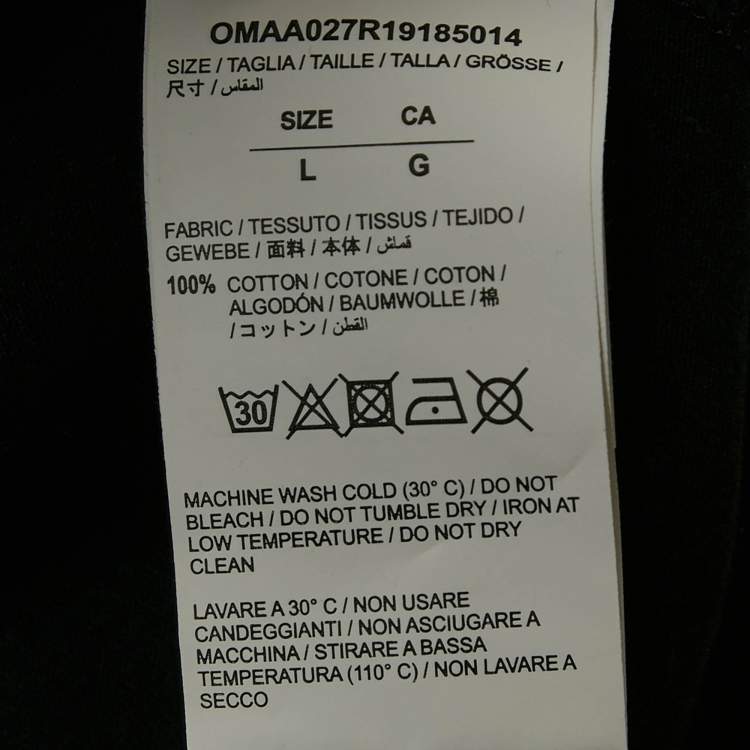 OMAA027R19185014
SIZE / TAGLIA / TAILLE / TALLA / GRÖSSE /
尺寸 / المقاس
SIZE CA
L G
FABRIC / TESSUTO / TISSUS / TEJIDO /
GEWEBE / 面料 / 本体 / قماش
100% COTTON / COTONE / COTON /
ALGODÓN / BAUMWOLLE / 棉
/ コットン / القطن
30
MACHINE WASH COLD (30° C) / DO NOT
BLEACH / DO NOT TUMBLE DRY / IRON AT
LOW TEMPERATURE / DO NOT DRY
CLEAN
LAVARE A 30° C / NON USARE
CANDEGGIANTI / NON ASCIUGARE A
MACCHINA / STIRARE A BASSA
TEMPERATURA (110° C) / NON LAVARE A
SECCO